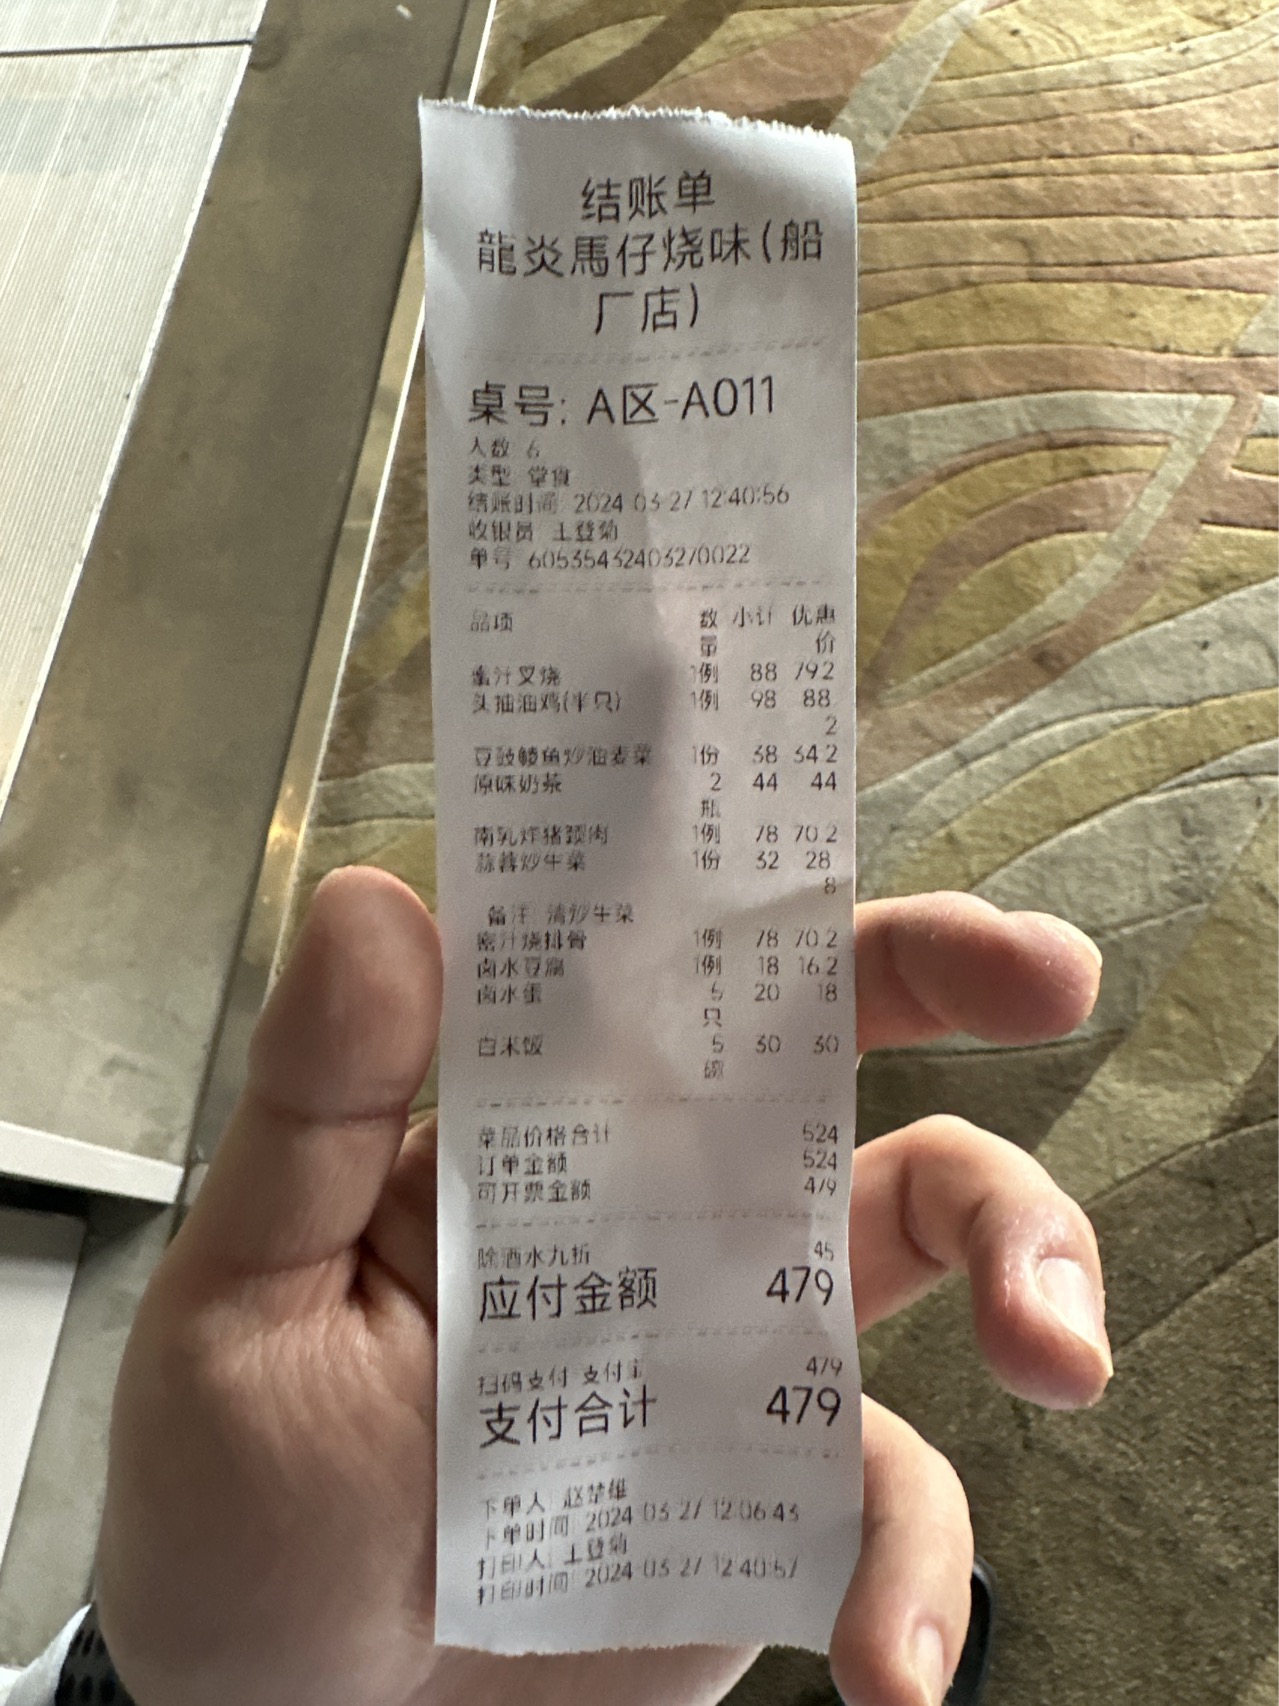 结账单
龍炎馬仔烧味(船
厂店)
桌号: A区-A011
人数 6
类型 堂食
结账时间 2024 03 27 12:40:56
收银员 王登菊
单号 60535432403270022
品项 数 小计 优惠
量 价
蜜汁叉烧 1例 88 79.2
头抽油鸡(半只) 1例 98 88
2
豆豉鲮鱼炒油麦菜 1份 38 34.2
原味奶茶 2 44 44
瓶
南乳炸猪颈肉 1例 78 70.2
蒜蓉炒生菜 1份 32 28
8
备注 清炒生菜
蜜汁烧排骨 1例 78 70.2
卤水豆腐 1例 18 16.2
卤水蛋 5 20 18
只
白米饭 5 30 30
碗
菜品价格合计 524
订单金额 524
可开票金额 479
除酒水九折 45
应付金额 479
扫码支付 支付宝 479
支付合计 479
下单人: 赵楚雄
下单时间: 2024 03 27 12:06:43
打印人: 王登菊
打印时间: 2024-03-27 12:40:57